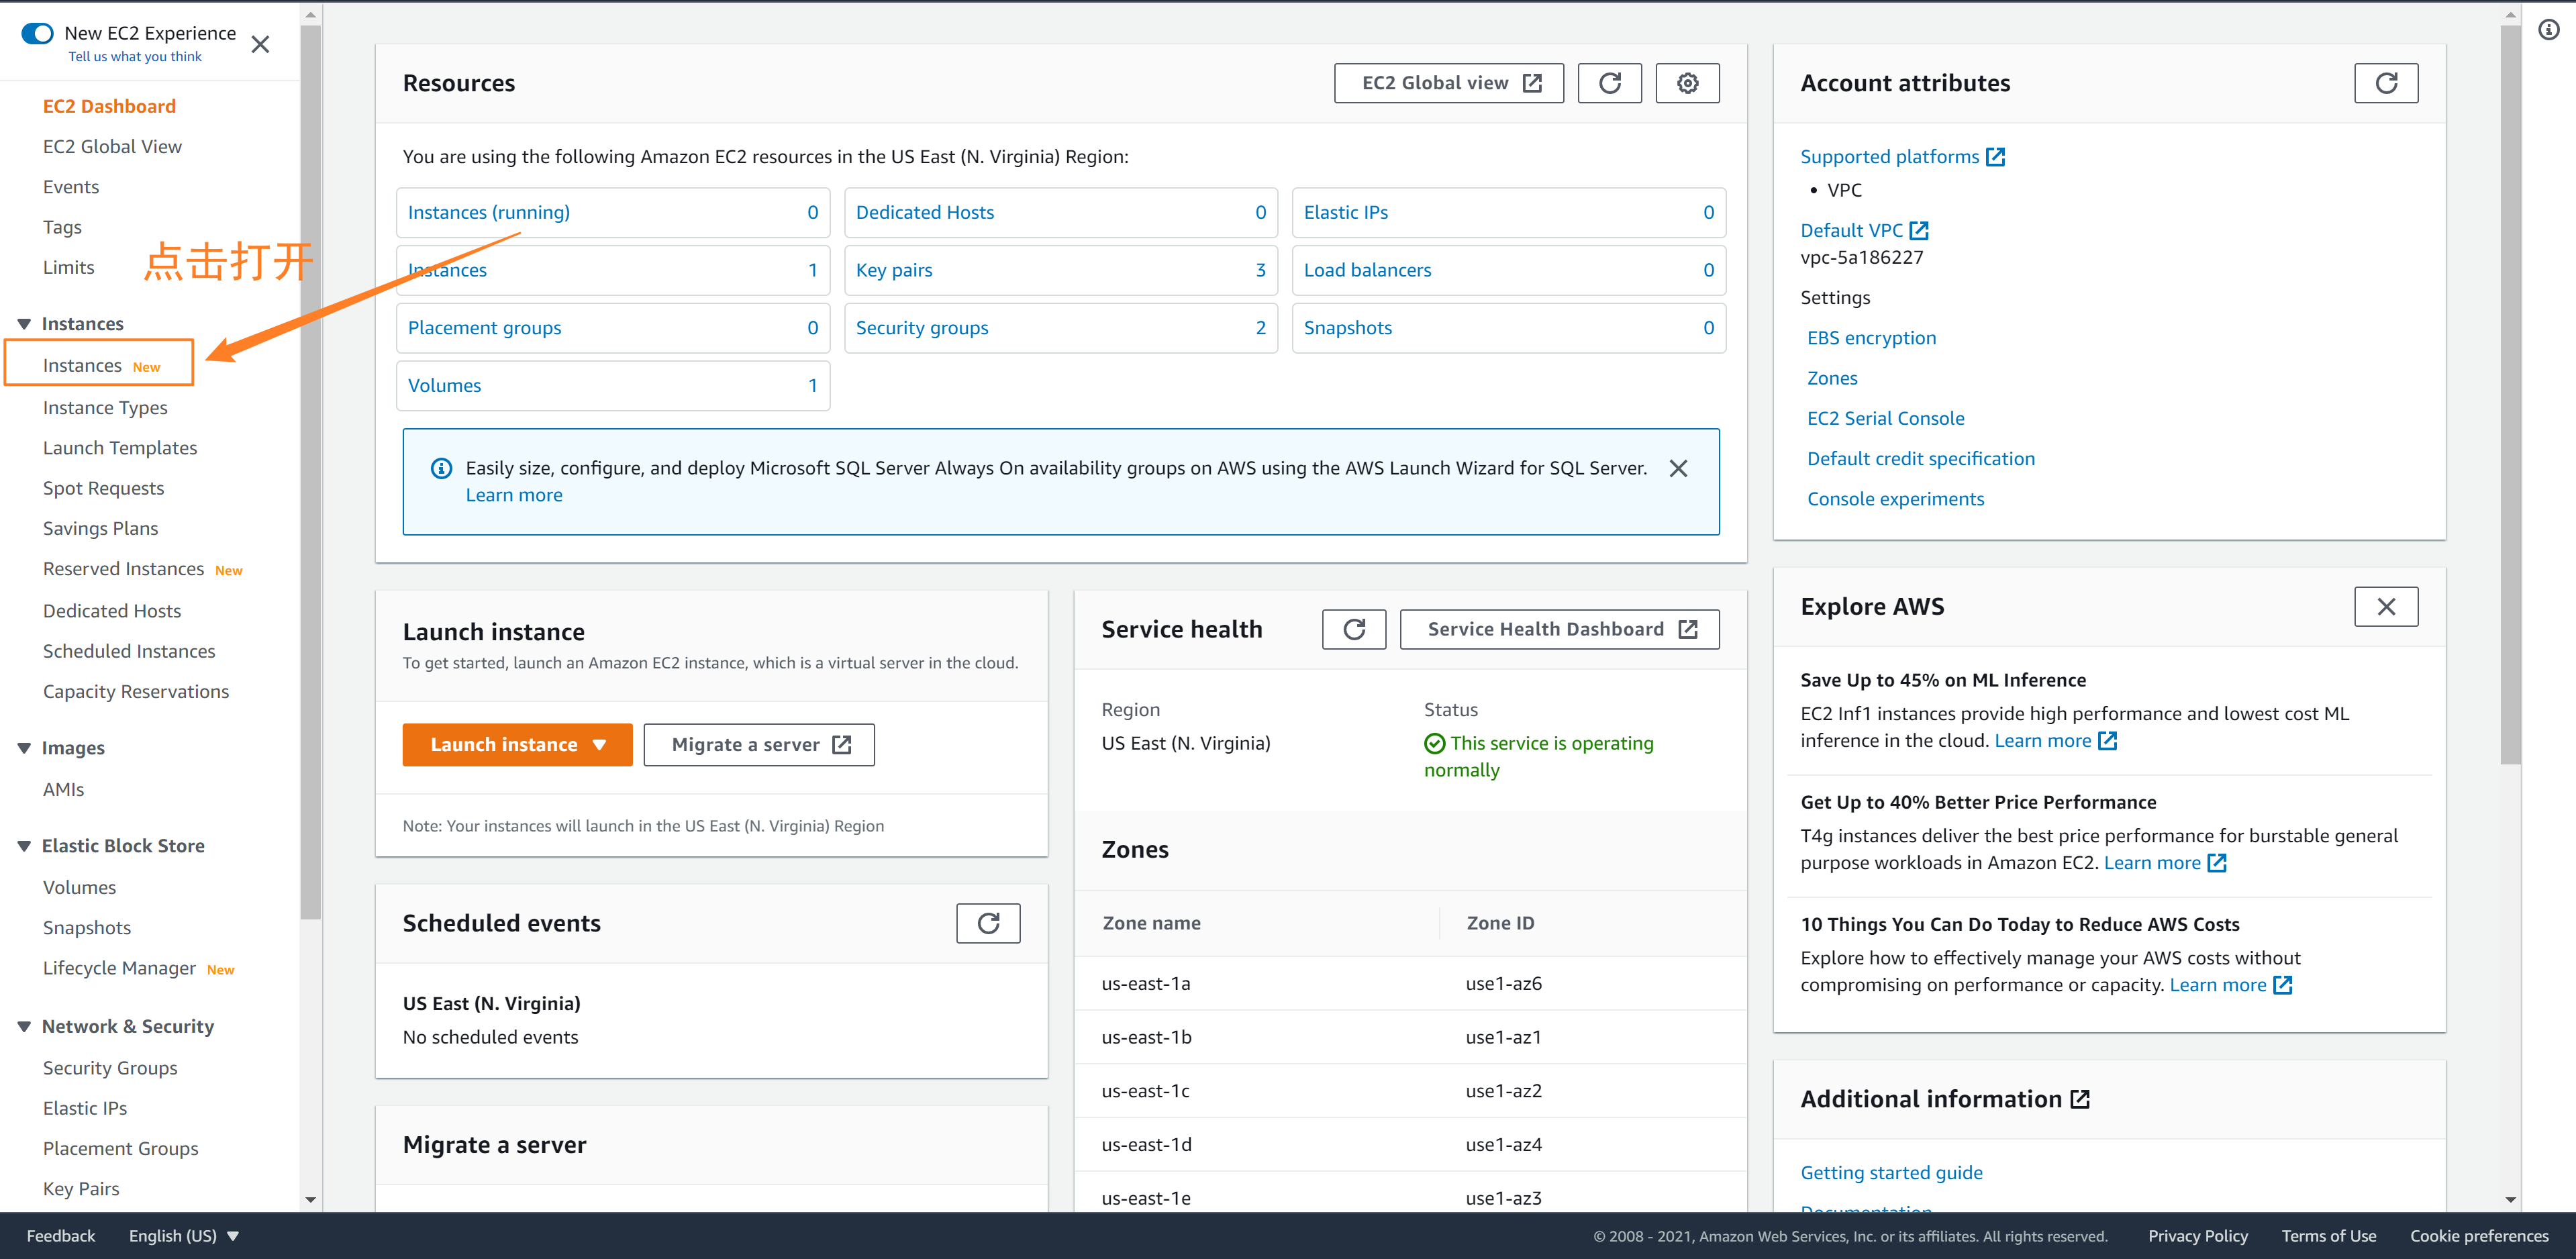 New EC2 Experience
Tell us what you think
EC2 Dashboard
EC2 Global View
Events
Tags
Limits
点击打开
Instances
Instances New
Instance Types
Launch Templates
Spot Requests
Savings Plans
Reserved Instances New
Dedicated Hosts
Scheduled Instances
Capacity Reservations
Images
AMIs
Elastic Block Store
Volumes
Snapshots
Lifecycle Manager New
Network & Security
Security Groups
Elastic IPs
Placement Groups
Key Pairs
Resources
EC2 Global view
You are using the following Amazon EC2 resources in the US East (N. Virginia) Region:
Instances (running) 0
Dedicated Hosts 0
Elastic IPs 0
Instances 1
Key pairs 3
Load balancers 0
Placement groups 0
Security groups 2
Snapshots 0
Volumes 1
Easily size, configure, and deploy Microsoft SQL Server Always On availability groups on AWS using the AWS Launch Wizard for SQL Server.
Learn more
Launch instance
To get started, launch an Amazon EC2 instance, which is a virtual server in the cloud.
Launch instance
Migrate a server
Note: Your instances will launch in the US East (N. Virginia) Region
Scheduled events
US East (N. Virginia)
No scheduled events
Migrate a server
Service health
Service Health Dashboard
Region
US East (N. Virginia)
Status
This service is operating
normally
Zones
Zone name Zone ID
us-east-1a use1-az6
us-east-1b use1-az1
us-east-1c use1-az2
us-east-1d use1-az4
us-east-1e use1-az3
Account attributes
Supported platforms
• VPC
Default VPC
vpc-5a186227
Settings
EBS encryption
Zones
EC2 Serial Console
Default credit specification
Console experiments
Explore AWS
Save Up to 45% on ML Inference
EC2 Inf1 instances provide high performance and lowest cost ML
inference in the cloud. Learn more
Get Up to 40% Better Price Performance
T4g instances deliver the best price performance for burstable general
purpose workloads in Amazon EC2. Learn more
10 Things You Can Do Today to Reduce AWS Costs
Explore how to effectively manage your AWS costs without
compromising on performance or capacity. Learn more
Additional information
Getting started guide
Documentation
Feedback
English (US)
© 2008 - 2021, Amazon Web Services, Inc. or its affiliates. All rights reserved.
Privacy Policy
Terms of Use
Cookie preferences